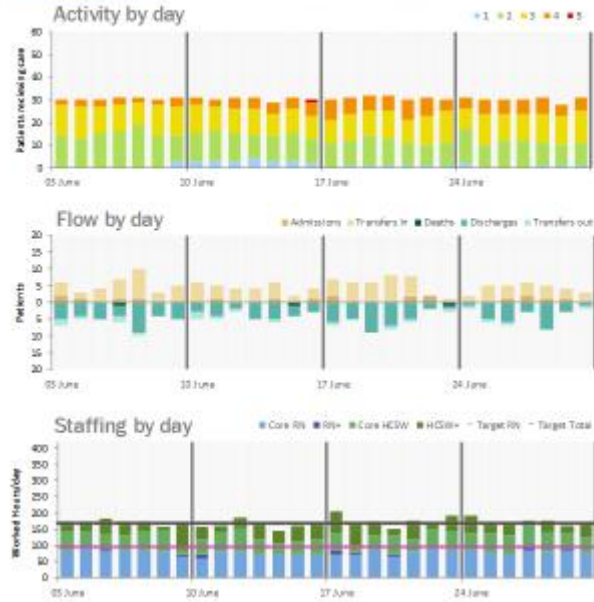 Activity by day
1 2 3 4 5
Patients recieving care
60
50
40
30
20
10
0
03 June 10 June 17 June 24 June
Flow by day
Admissions Transfers In Deaths Discharges Transfers out
Patients
20
15
10
5
0
5
10
15
20
03 June 10 June 17 June 24 June
Staffing by day
Core RN RN+ Core HCSW HCSW+ Target RN Target Total
Worked Hours/day
400
350
300
250
200
150
100
50
0
03 June 10 June 17 June 24 June